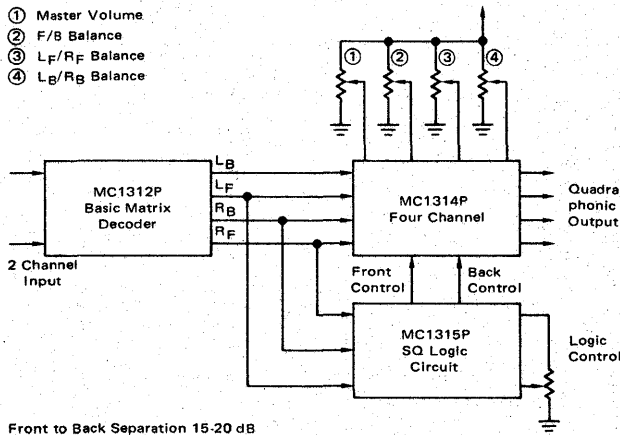 ① Master Volume
② F/B Balance
③ LF/RF Balance
④ LB/RB Balance
① ② ③ ④
LB
LF
RB
RF
MC1312P
Basic Matrix
Decoder
MC1314P
Four Channel
Quadra
phonic
Output
2 Channel
Input
Front
Control
Back
Control
MC1315P
SQ Logic
Circuit
Logic
Control
Front to Back Separation 15-20 dB